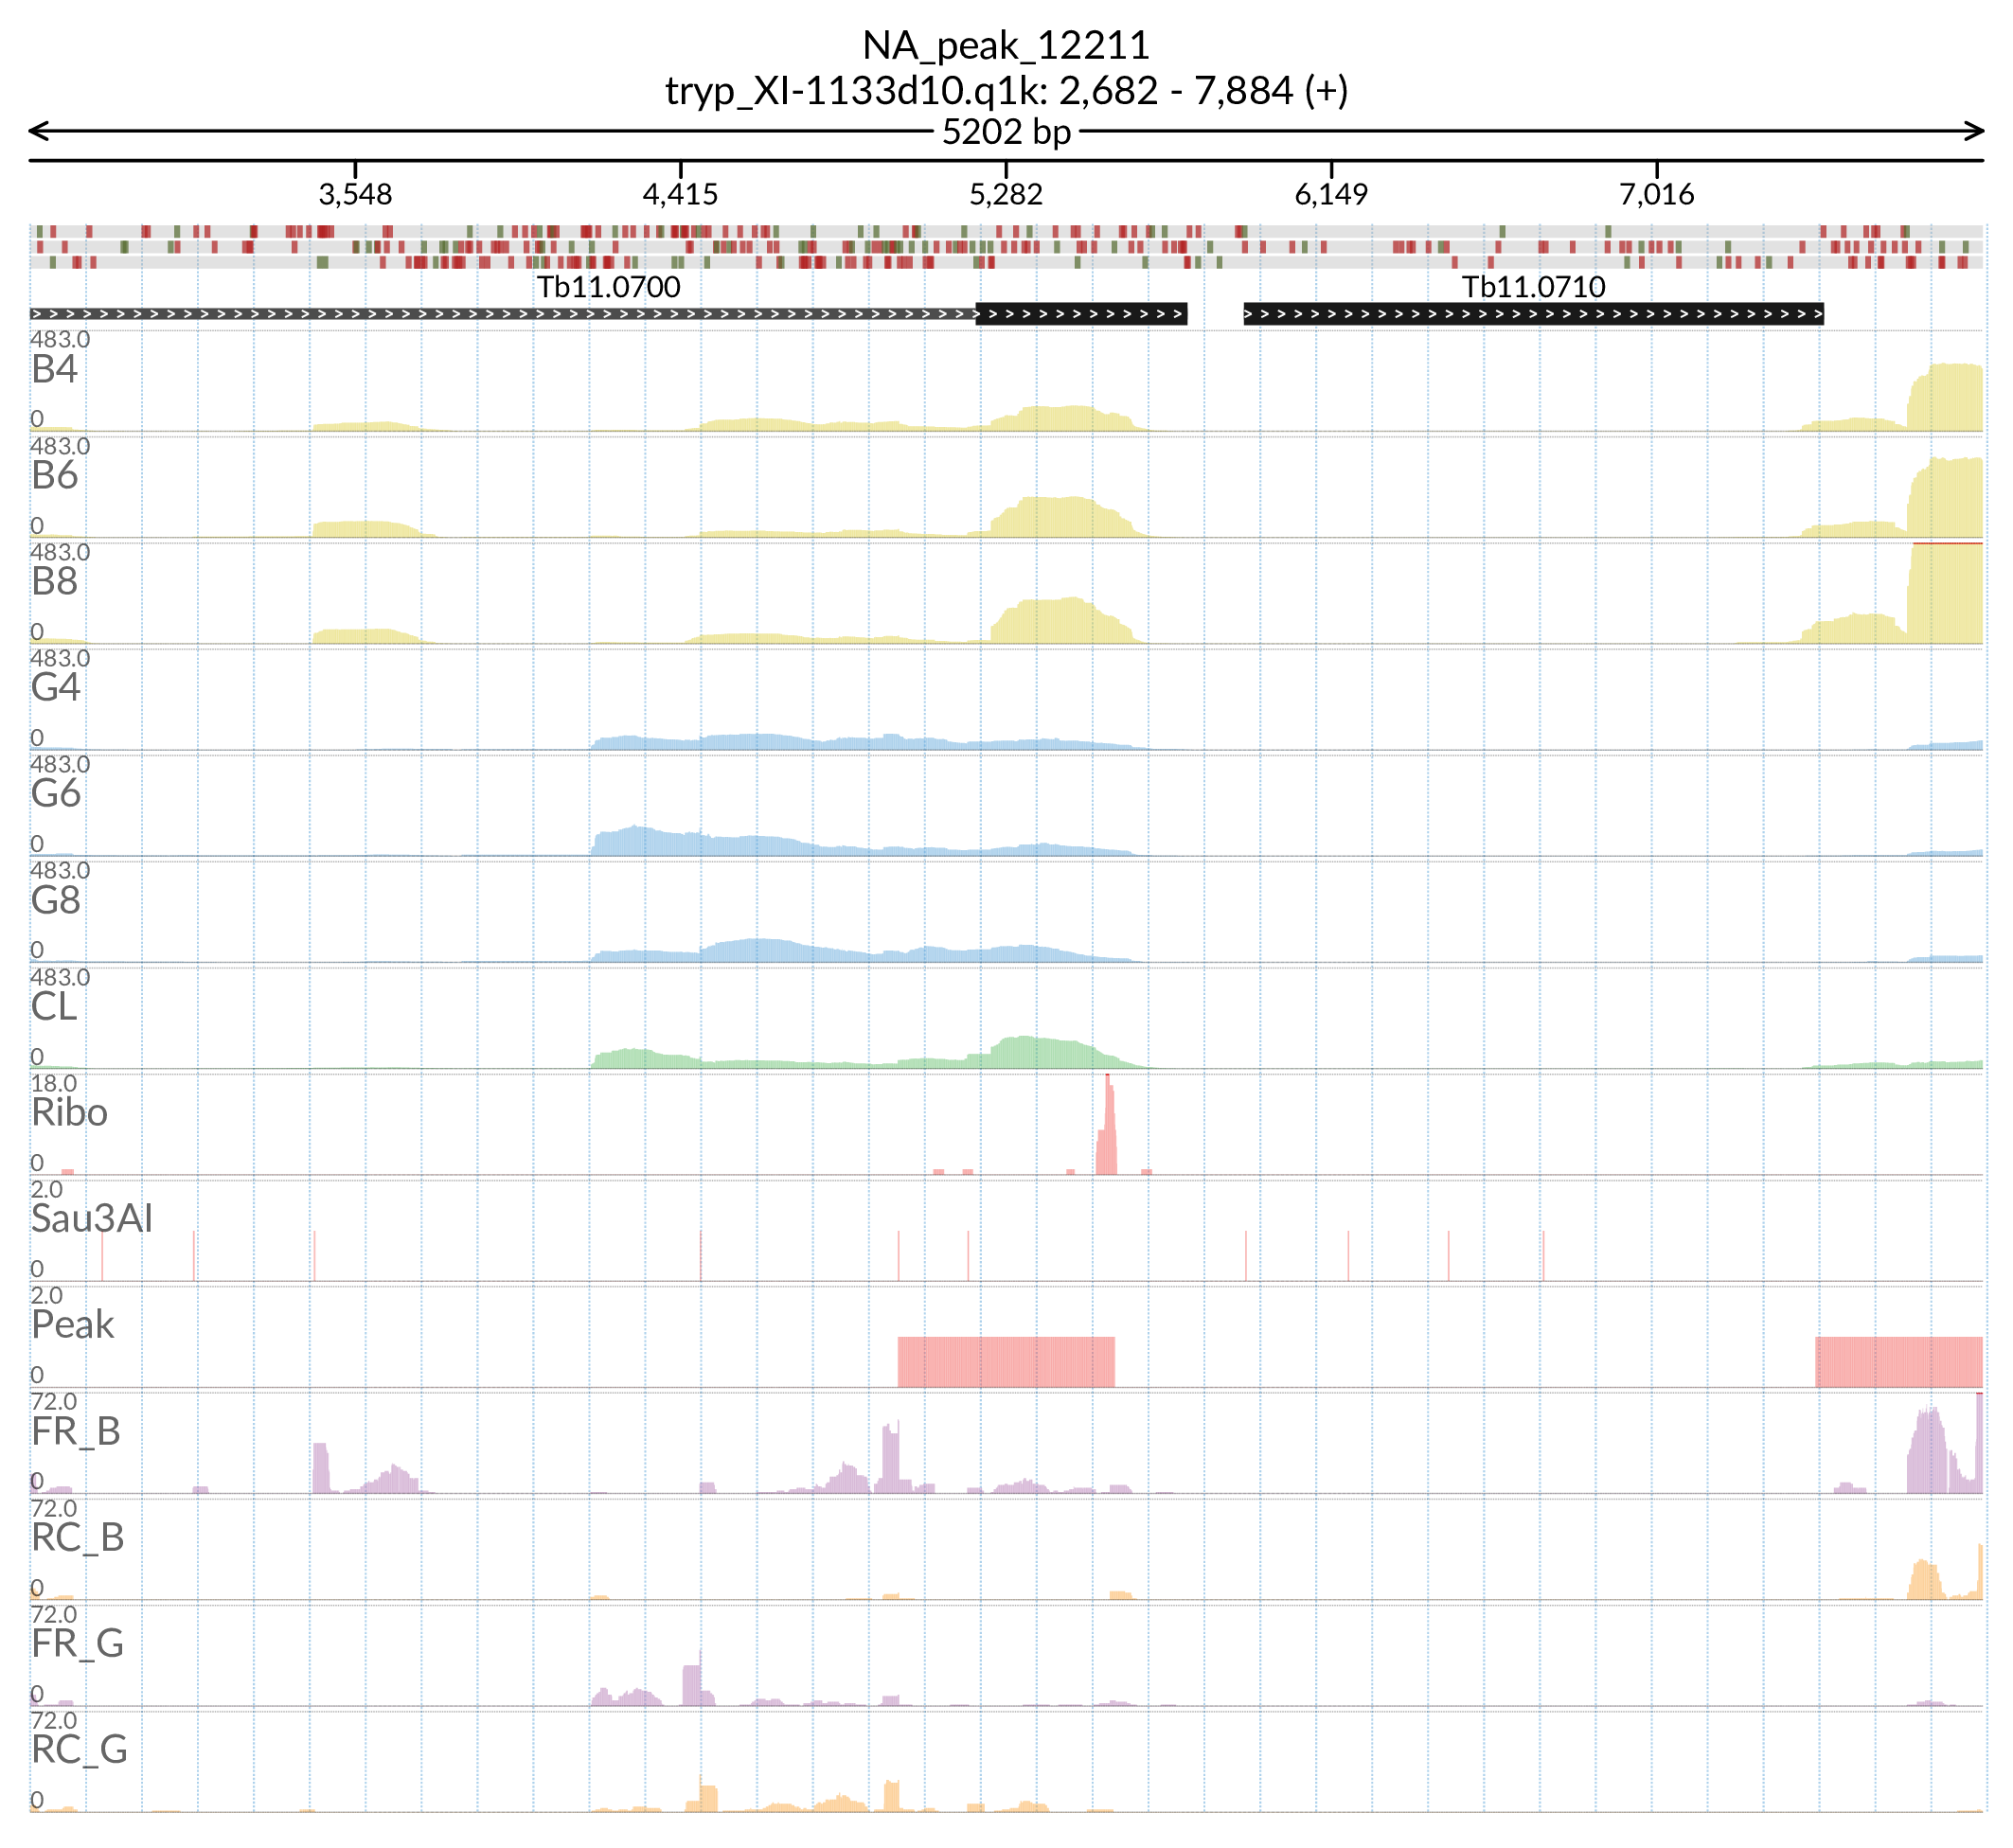 NA_peak_12211
tryp_XI-1133d10.q1k: 2,682 - 7,884 (+)
5202 bp
3,548 4,415 5,282 6,149 7,016
Tb11.0700 Tb11.0710
483.0
B4
0
483.0
B6
0
483.0
B8
0
483.0
G4
0
483.0
G6
0
483.0
G8
0
483.0
CL
0
18.0
Ribo
0
2.0
Sau3AI
0
2.0
Peak
0
72.0
FR_B
0
72.0
RC_B
0
72.0
FR_G
0
72.0
RC_G
0